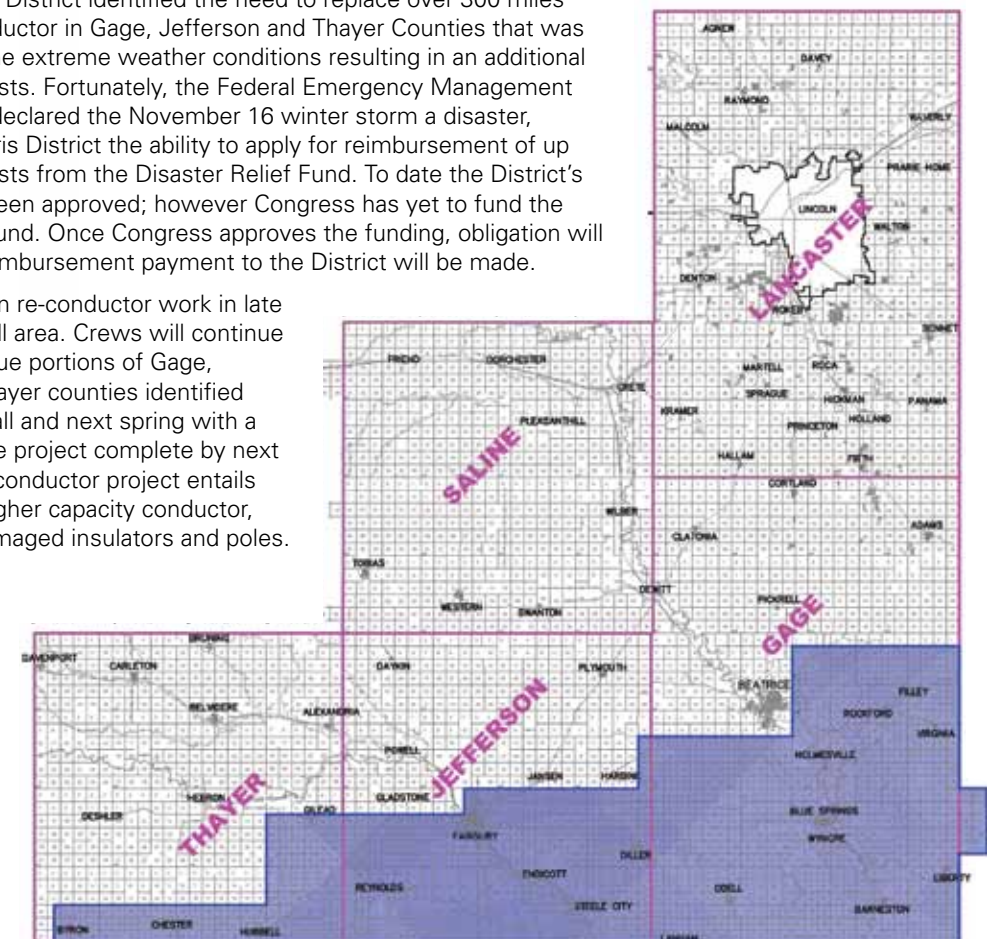 District identified the need to replace over 300 miles
ductor in Gage, Jefferson and Thayer Counties that was
e extreme weather conditions resulting in an additional
sts. Fortunately, the Federal Emergency Management
declared the November 16 winter storm a disaster,
ris District the ability to apply for reimbursement of up
sts from the Disaster Relief Fund. To date the District's
een approved; however Congress has yet to fund the
und. Once Congress approves the funding, obligation will
mbursement payment to the District will be made.
n re-conductor work in late
ll area. Crews will continue
ue portions of Gage,
ayer counties identified
all and next spring with a
e project complete by next
conductor project entails
gher capacity conductor,
maged insulators and poles.
AGNEW
DAVEY
RAYMOND
MALCOLM
WAVERLY
PRARIE HOME
LINCOLN
WALTON
LANCASTER
DENTON
ROKEBY
BENNET
MARTELL
ROCA
SPRAGUE
HICKMAN
PANAMA
KRAMER
HOLLAND
PRINCETON
HALLAM
FIRTH
FRIEND
DORCHESTER
CRETE
PLEASANTHILL
SALINE
WILBER
TOBIAS
WESTERN
SWANTON
DEWITT
CORTLAND
CLATONIA
ADAMS
PICKRELL
GAGE
BEATRICE
FILLEY
ROCKFORD
VIRGINIA
HOLMESVILLE
BLUE SPRINGS
WYMORE
LIBERTY
ODELL
BARNESTON
LANHAM
BRUNING
DAVENPORT
CARLETON
BELVIDERE
ALEXANDRIA
HEBRON
GILEAD
DESHLER
THAYER
BYRON
CHESTER
HUBBELL
DAYKIN
PLYMOUTH
POWELL
JEFFERSON
JANSEN
HARBINE
GLADSTONE
FAIRBURY
DILLER
ENDICOTT
REYNOLDS
STEELE CITY